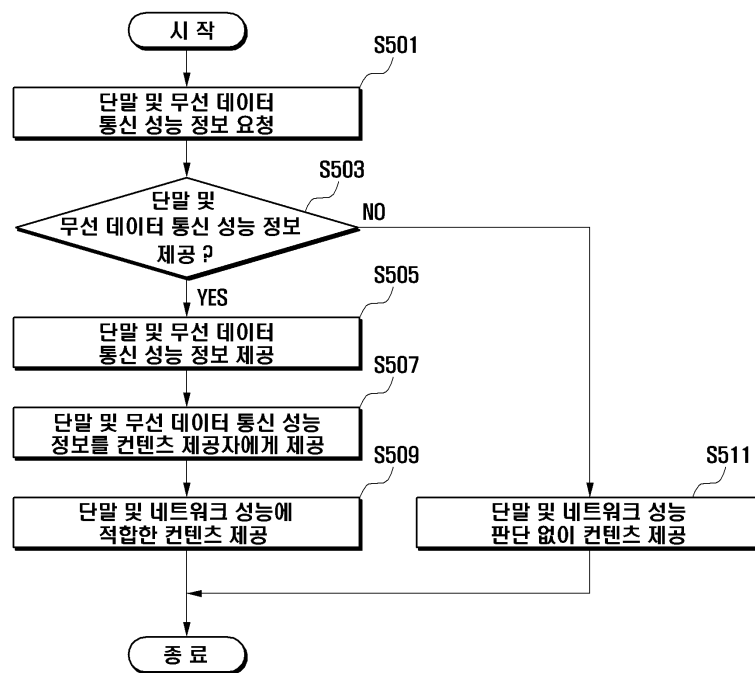 시 작
S501
단말 및 무선 데이터
통신 성능 정보 요청
S503
단말 및
무선 데이터 통신 성능 정보
제공 ?
NO
YES
S505
단말 및 무선 데이터
통신 성능 정보 제공
S507
단말 및 무선 데이터 통신 성능
정보를 컨텐츠 제공자에게 제공
S509
단말 및 네트워크 성능에
적합한 컨텐츠 제공
S511
단말 및 네트워크 성능
판단 없이 컨텐츠 제공
종 료